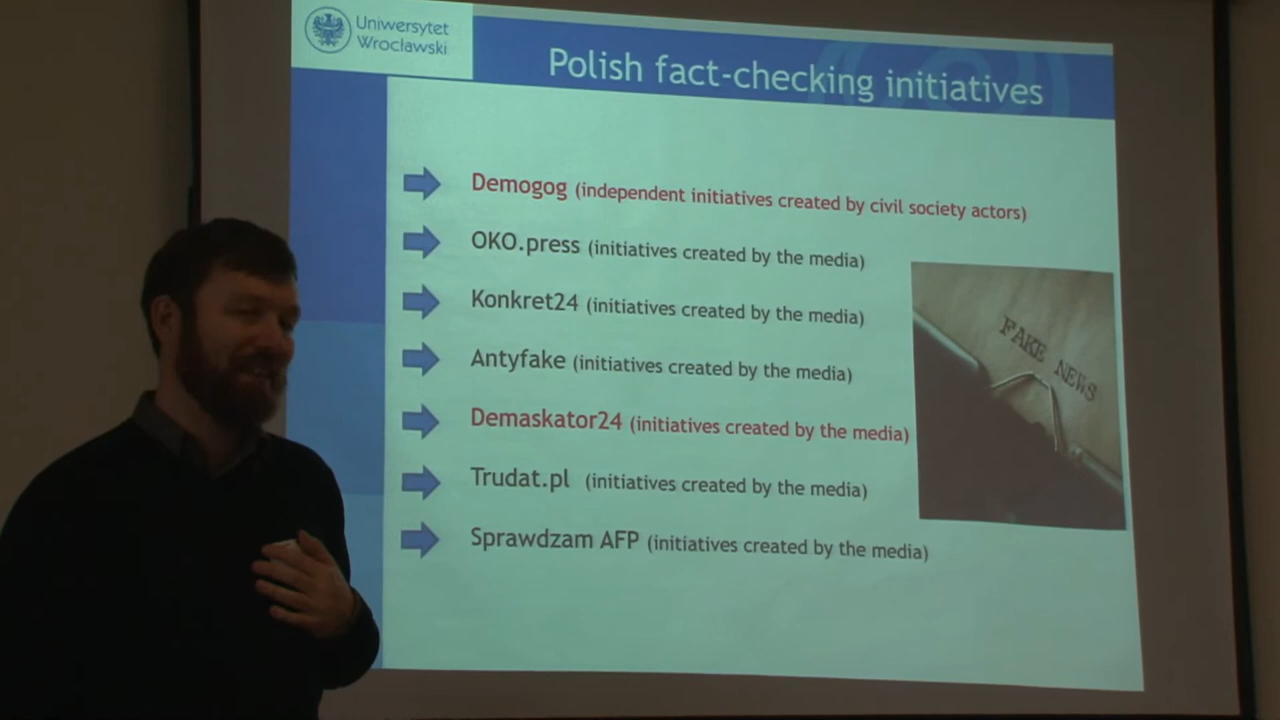 Uniwersytet
Wrocławski
Polish fact-checking initiatives
Demogog (independent initiatives created by civil society actors)
OKO.press (initiatives created by the media)
Konkret24 (initiatives created by the media)
Antyfake (initiatives created by the media)
Demaskator24 (initiatives created by the media)
Trudat.pl (initiatives created by the media)
Sprawdzam AFP (initiatives created by the media)
FAKE NEWS